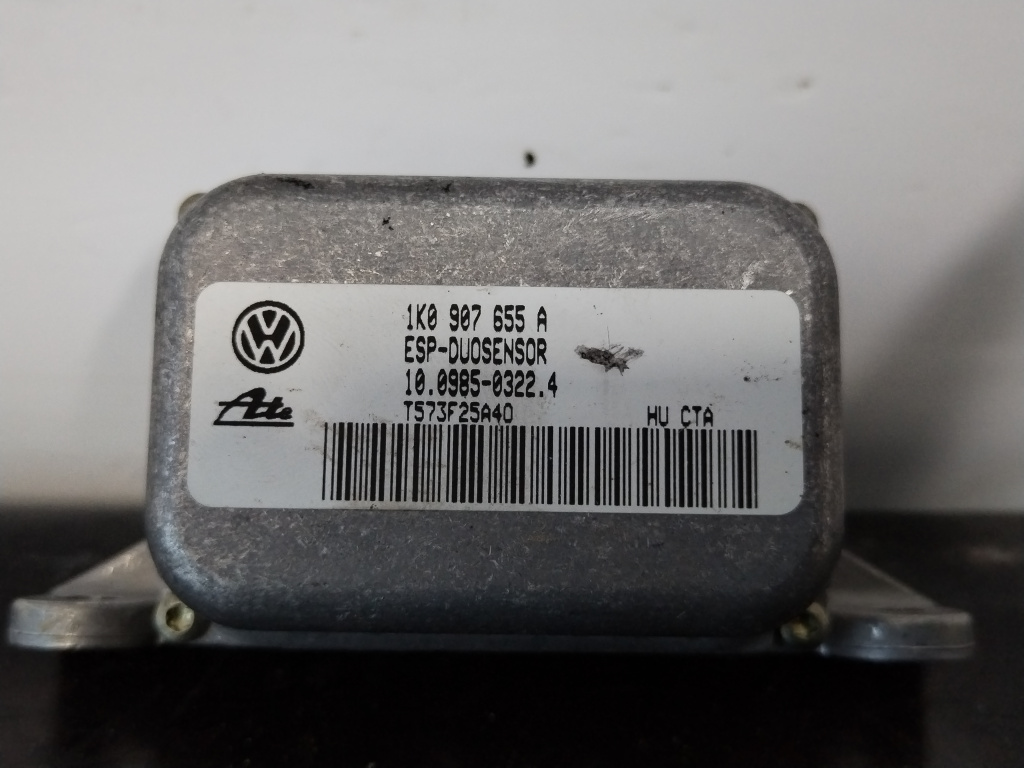 1K0 907 655 A
ESP-DUOSENSOR
10.0985-0322.4
T573F25A40 HU CTA
Ate